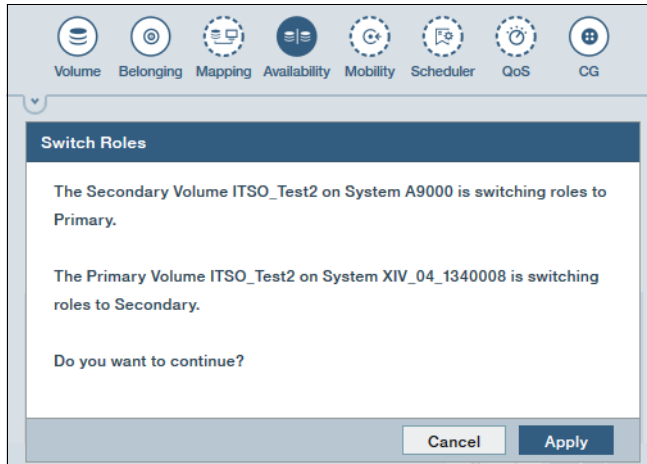 Volume Belonging Mapping Availability Mobility Scheduler QoS CG
Switch Roles
The Secondary Volume ITSO_Test2 on System A9000 is switching roles to
Primary.
The Primary Volume ITSO_Test2 on System XIV_04_1340008 is switching
roles to Secondary.
Do you want to continue?
Cancel Apply